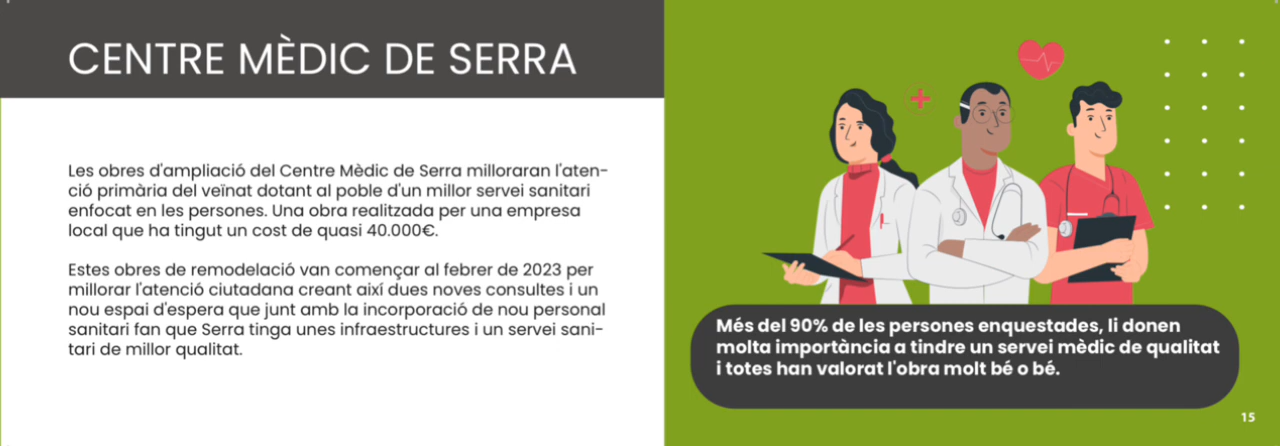 CENTRE MÈDIC DE SERRA
Les obres d'ampliació del Centre Mèdic de Serra milloraran l'aten-
ció primària del veïnat dotant al poble d'un millor servei sanitari
enfocat en les persones. Una obra realitzada per una empresa
local que ha tingut un cost de quasi 40.000€.
Estes obres de remodelació van començar al febrer de 2023 per
millorar l'atenció ciutadana creant així dues noves consultes i un
nou espai d'espera que junt amb la incorporació de nou personal
sanitari fan que Serra tinga unes infraestructures i un servei sani-
tari de millor qualitat.
Més del 90% de les persones enquestades, li donen
molta importància a tindre un servei mèdic de qualitat
i totes han valorat l'obra molt bé o bé.
15